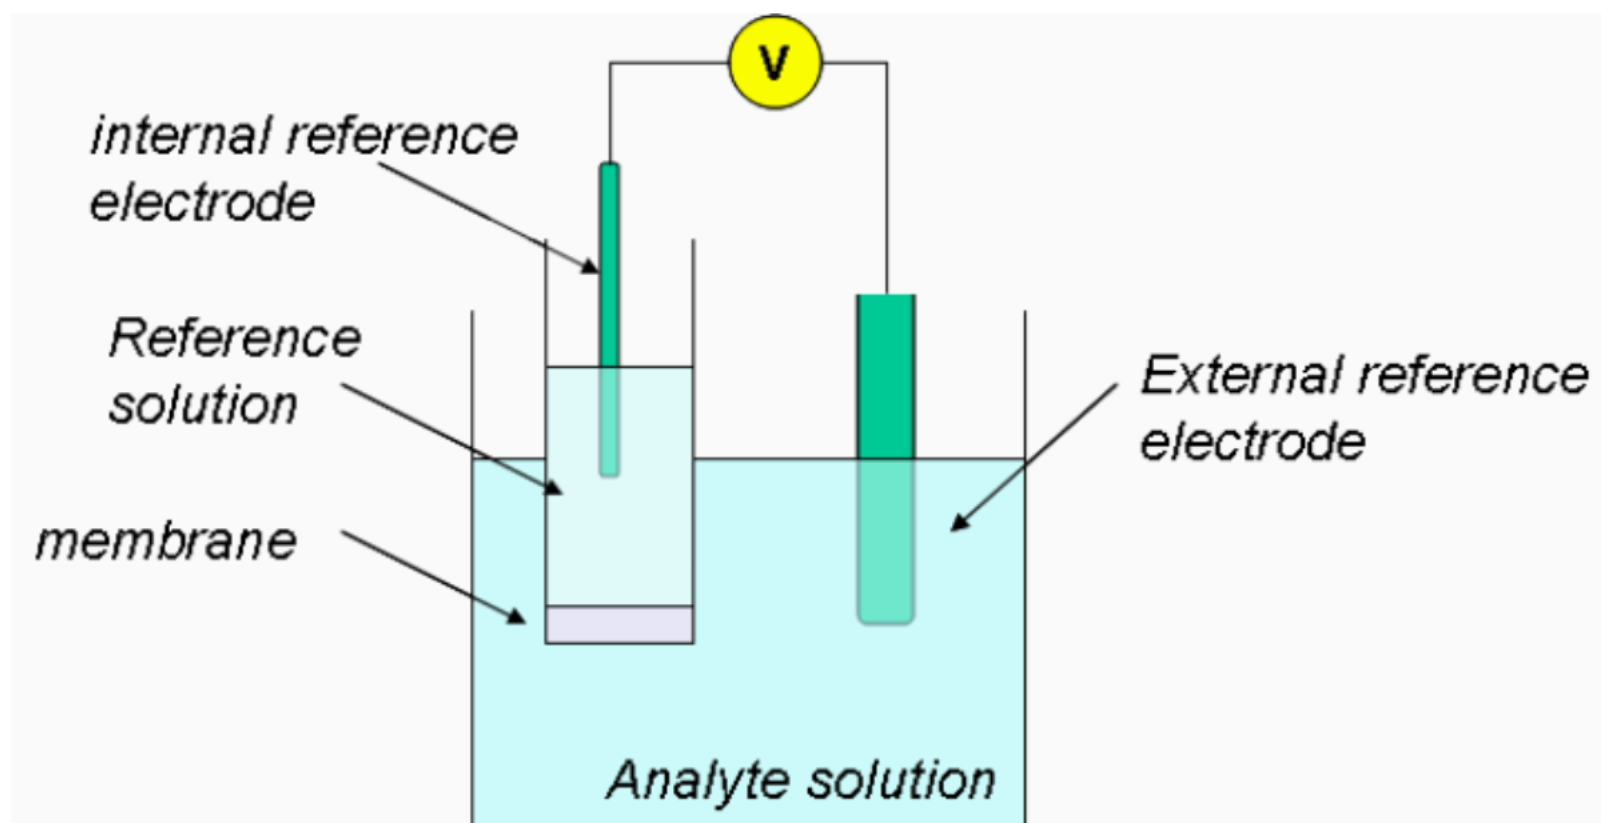 V
internal reference
electrode
Reference
solution
External reference
electrode
membrane
Analyte solution